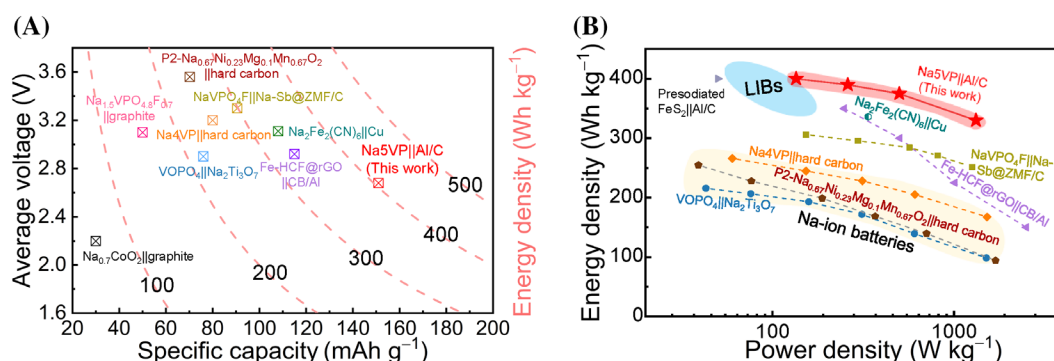 (A)
Average voltage (V)
3.6
3.2
2.8
2.4
2.0
1.6
20 40 60 80 100 120 140 160 180 200
Specific capacity (mAh g⁻¹)
Energy density (Wh kg⁻¹)
P2-Na₀.₆₇Ni₀.₂₃Mg₀.₁Mn₀.₆₇O₂
||hard carbon
Na₁.₅VPO₄.₈F₀.₇
||graphite
NaVPO₄F||Na-Sb@ZMF/C
Na4VP||hard carbon
Na₂Fe₂(CN)₆||Cu
VOPO₄||Na₂Ti₃O₇
Fe-HCF@rGO
||CB/Al
Na5VP||Al/C
(This work)
Na₀.₇CoO₂||graphite
100
200
300
400
500
(B)
Energy density (Wh kg⁻¹)
400
300
200
100
0
100 1000
Power density (W kg⁻¹)
Presodiated
FeS₂||Al/C
LIBs
Na5VP||Al/C
(This work)
Na₂Fe₂(CN)₆||Cu
NaVPO₄F||Na-
Sb@ZMF/C
Na4VP||hard carbon
Fe-HCF@rGO||CB/Al
P2-Na₀.₆₇Ni₀.₂₃Mg₀.₁Mn₀.₆₇O₂||hard carbon
VOPO₄||Na₂Ti₃O₇
Na-ion batteries